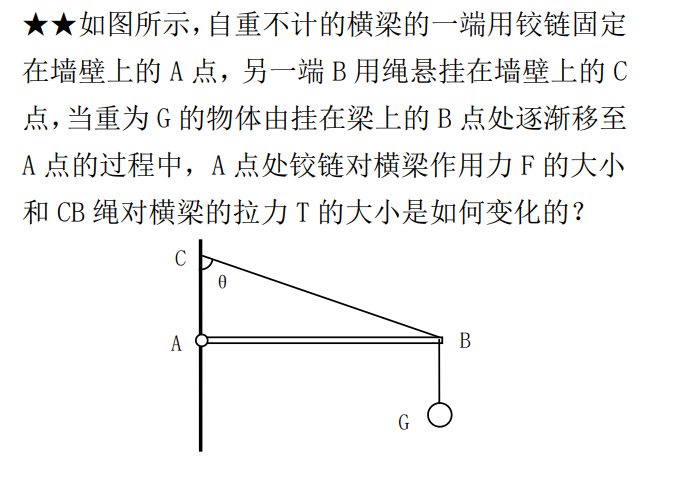 ★★如图所示,自重不计的横梁的一端用铰链固定
在墙壁上的 A 点,另一端 B 用绳悬挂在墙壁上的 C
点,当重为 G 的物体由挂在梁上的 B 点处逐渐移至
A 点的过程中, A 点处铰链对横梁作用力 F 的大小
和 CB 绳对横梁的拉力 T 的大小是如何变化的?
C
θ
A
B
G